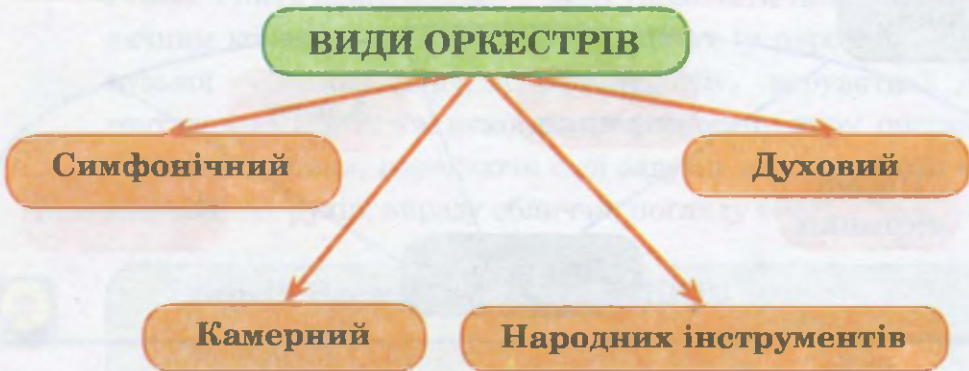 ВИДИ ОРКЕСТРІВ
Симфонічний
Духовий
Камерний
Народних інструментів